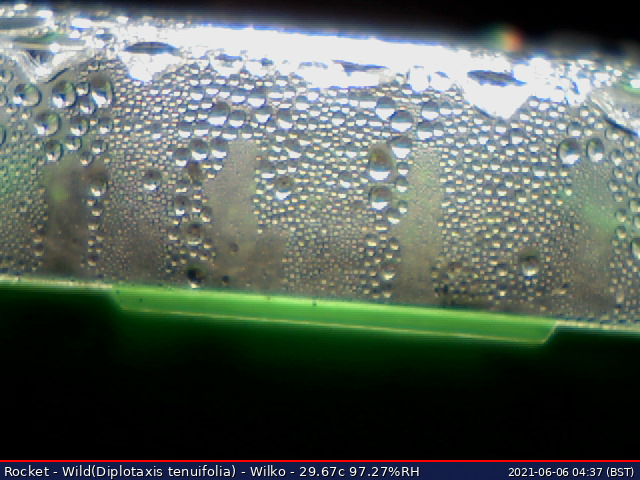 Rocket - Wild(Diplotaxis tenuifolia) - Wilko - 29.67c 97.27%RH
2021-06-06 04:37 (BST)